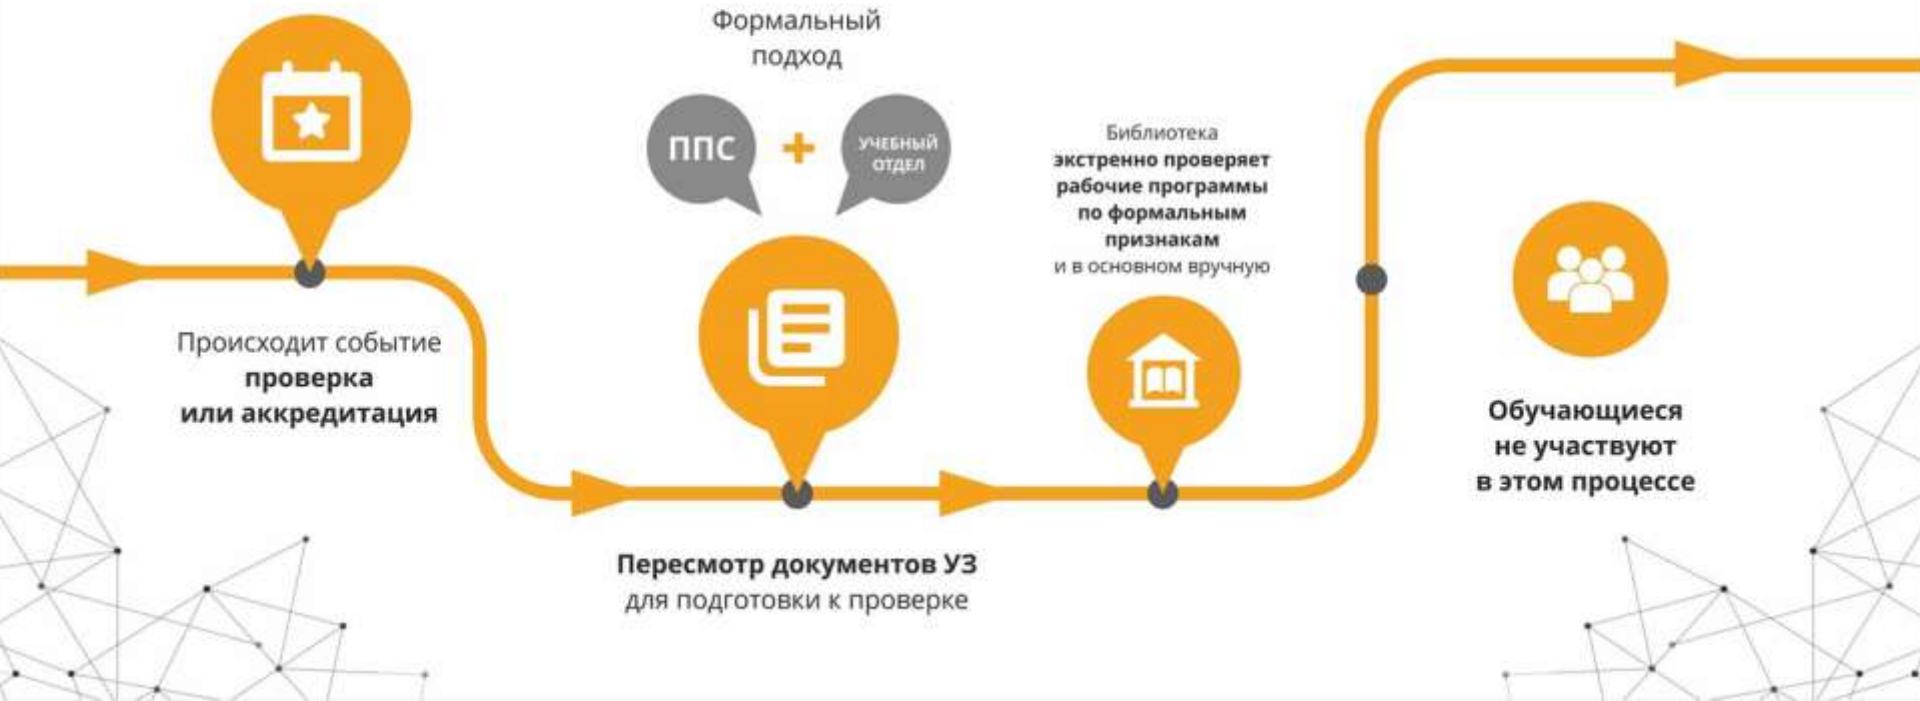 Происходит событие
проверка
или аккредитация
Формальный
подход
ППС
УЧЕБНЫЙ
ОТДЕЛ
Пересмотр документов УЗ
для подготовки к проверке
Библиотека
экстренно проверяет
рабочие программы
по формальным
признакам
и в основном вручную
Обучающиеся
не участвуют
в этом процессе